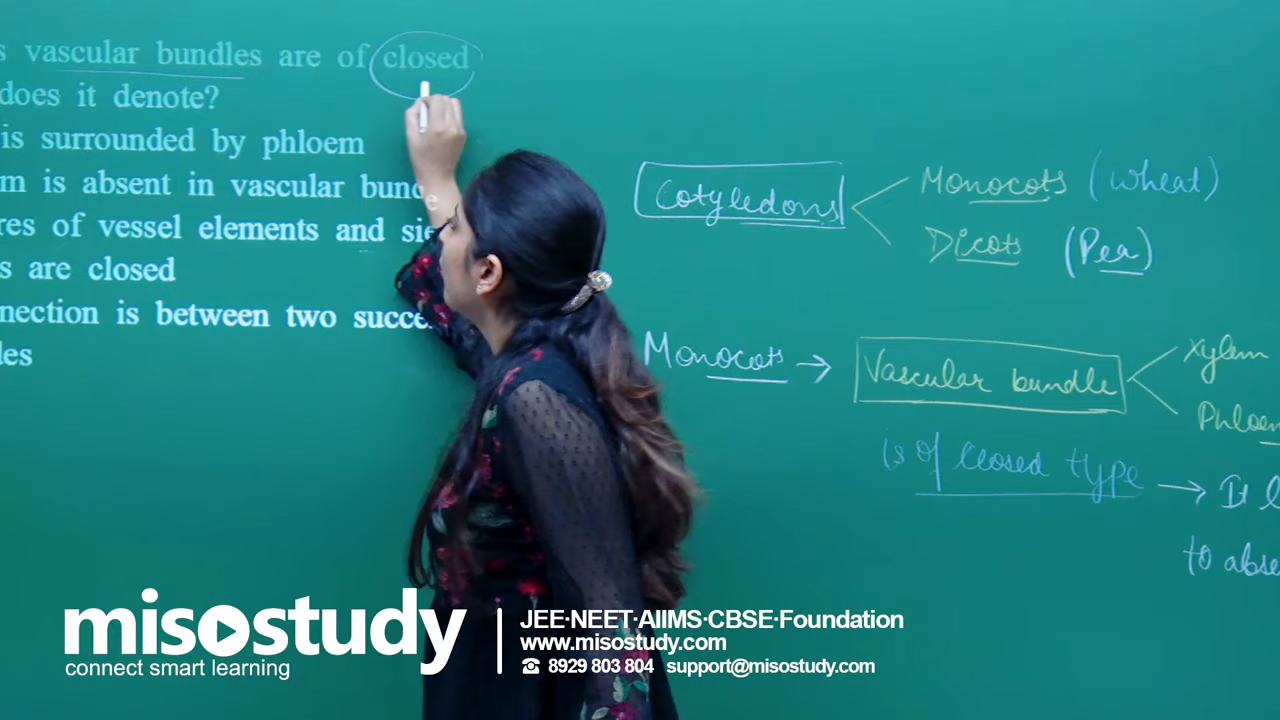 s vascular bundles are of closed
does it denote?
is surrounded by phloem
m is absent in vascular bund
res of vessel elements and sie
s are closed
nection is between two succe
les
Cotyledons
Monocots (Wheat)
Dicots (Pea)
Monocots → Vascular bundle
Xylem
Phloem
is of closed type → It l
to abse
misostudy
connect smart learning
JEE·NEET·AIIMS·CBSE·Foundation
www.misostudy.com
☎ 8929 803 804 support@misostudy.com